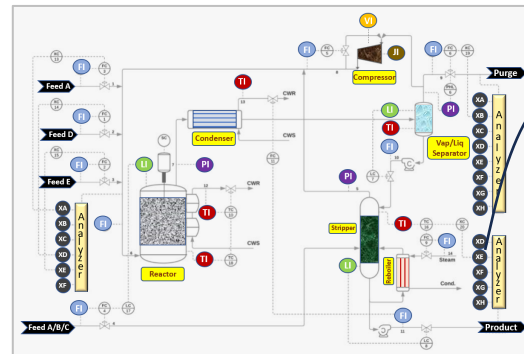 VI
FI
FI
JI
FI
Compressor
Purge
FI
Feed A
TI
CWR
PI
XA
XB
XC
XD
XE
XF
XG
XH
Analyzer
Condenser
LI
TI
FI
Vap/Liq
Separator
CWS
Feed D
FI
LI
PI
Feed E
CWR
PI
XA
XB
XC
XD
XE
XF
Analyzer
FI
TI
CWS
TI
Reactor
Stripper
TI
FI
Steam
LI
Reboiler
Cond.
XD
XE
XF
XG
XH
Analyzer
FI
Feed A/B/C
Product